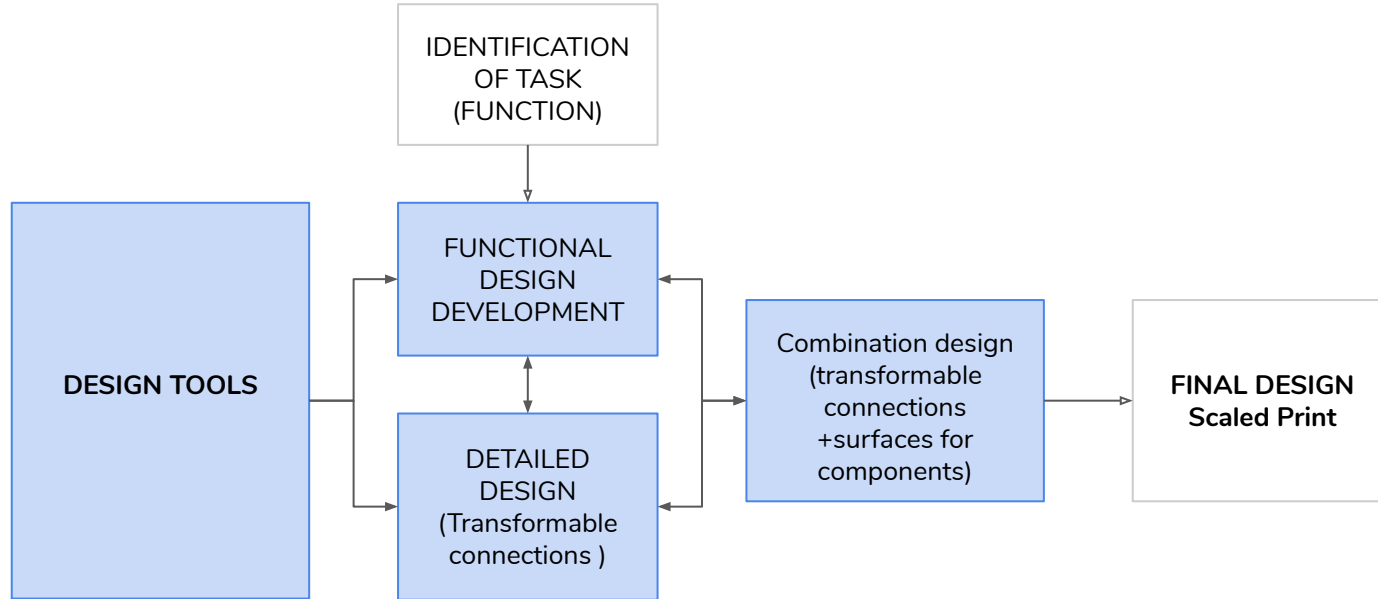 IDENTIFICATION
OF TASK
(FUNCTION)
DESIGN TOOLS
FUNCTIONAL
DESIGN
DEVELOPMENT
DETAILED
DESIGN
(Transformable
connections )
Combination design
(transformable
connections
+surfaces for
components)
FINAL DESIGN
Scaled Print